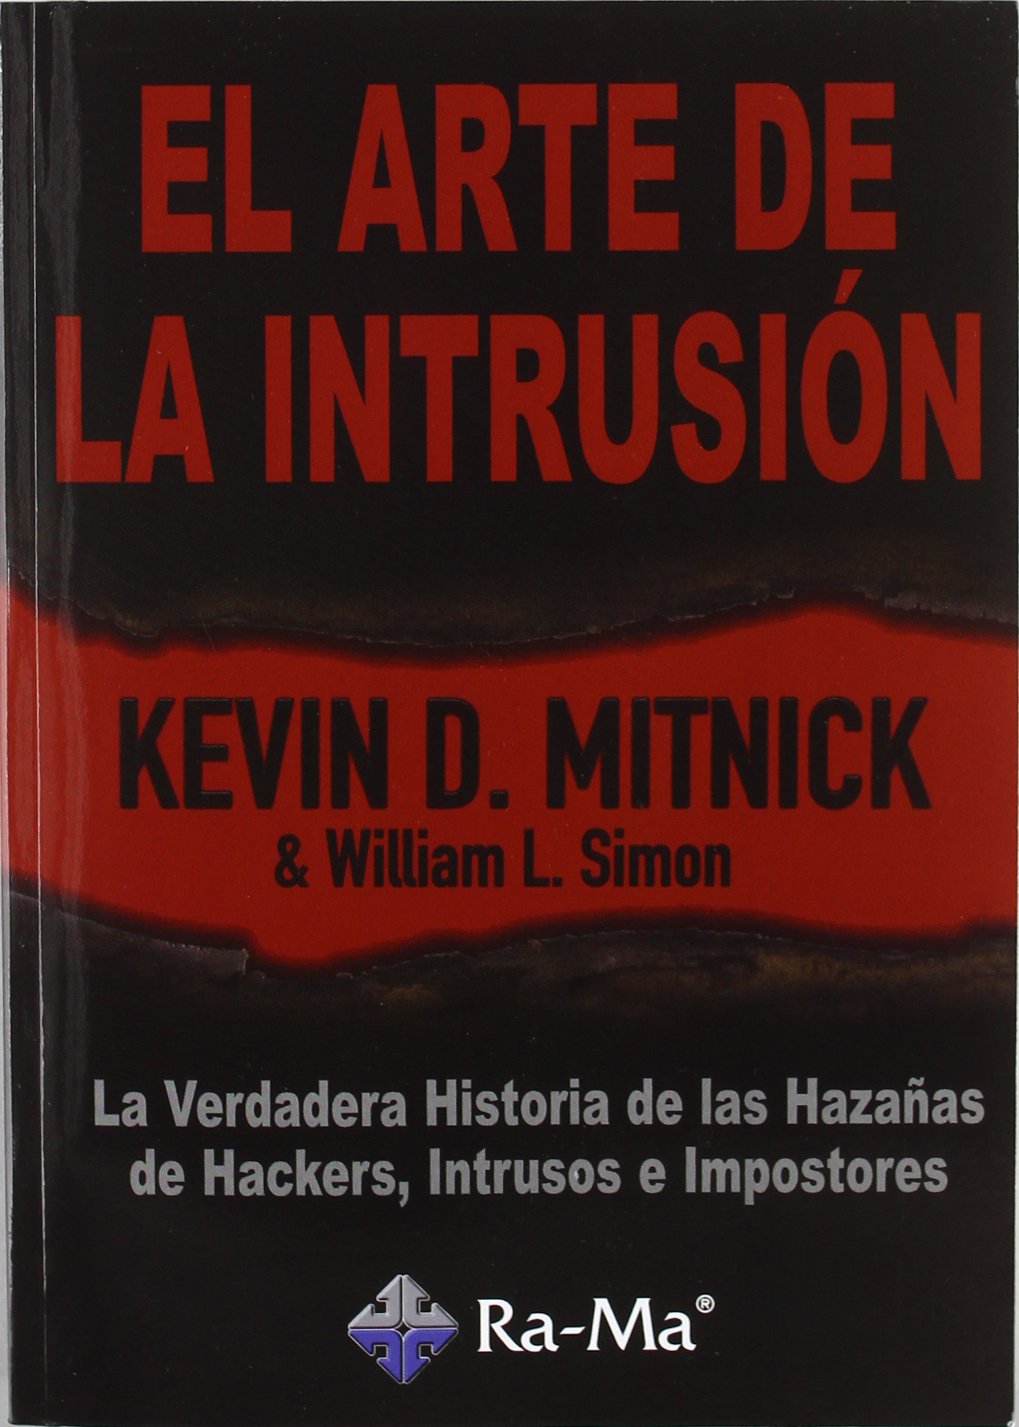 EL ARTE DE
LA INTRUSIÓN
KEVIN D. MITNICK
& William L. Simon
La Verdadera Historia de las Hazañas
de Hackers, Intrusos e Impostores
Ra-Ma®